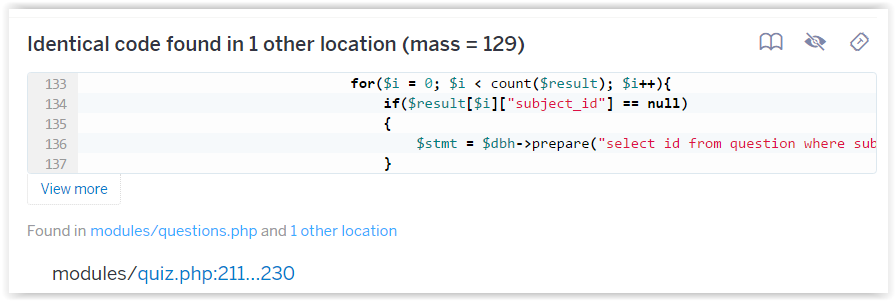 Identical code found in 1 other location (mass = 129)
133 for($i = 0; $i < count($result); $i++){
134 if($result[$i]["subject_id"] == null)
135 {
136 $stmt = $dbh->prepare("select id from question where sub
137 }
View more
Found in modules/questions.php and 1 other location
modules/quiz.php:211...230